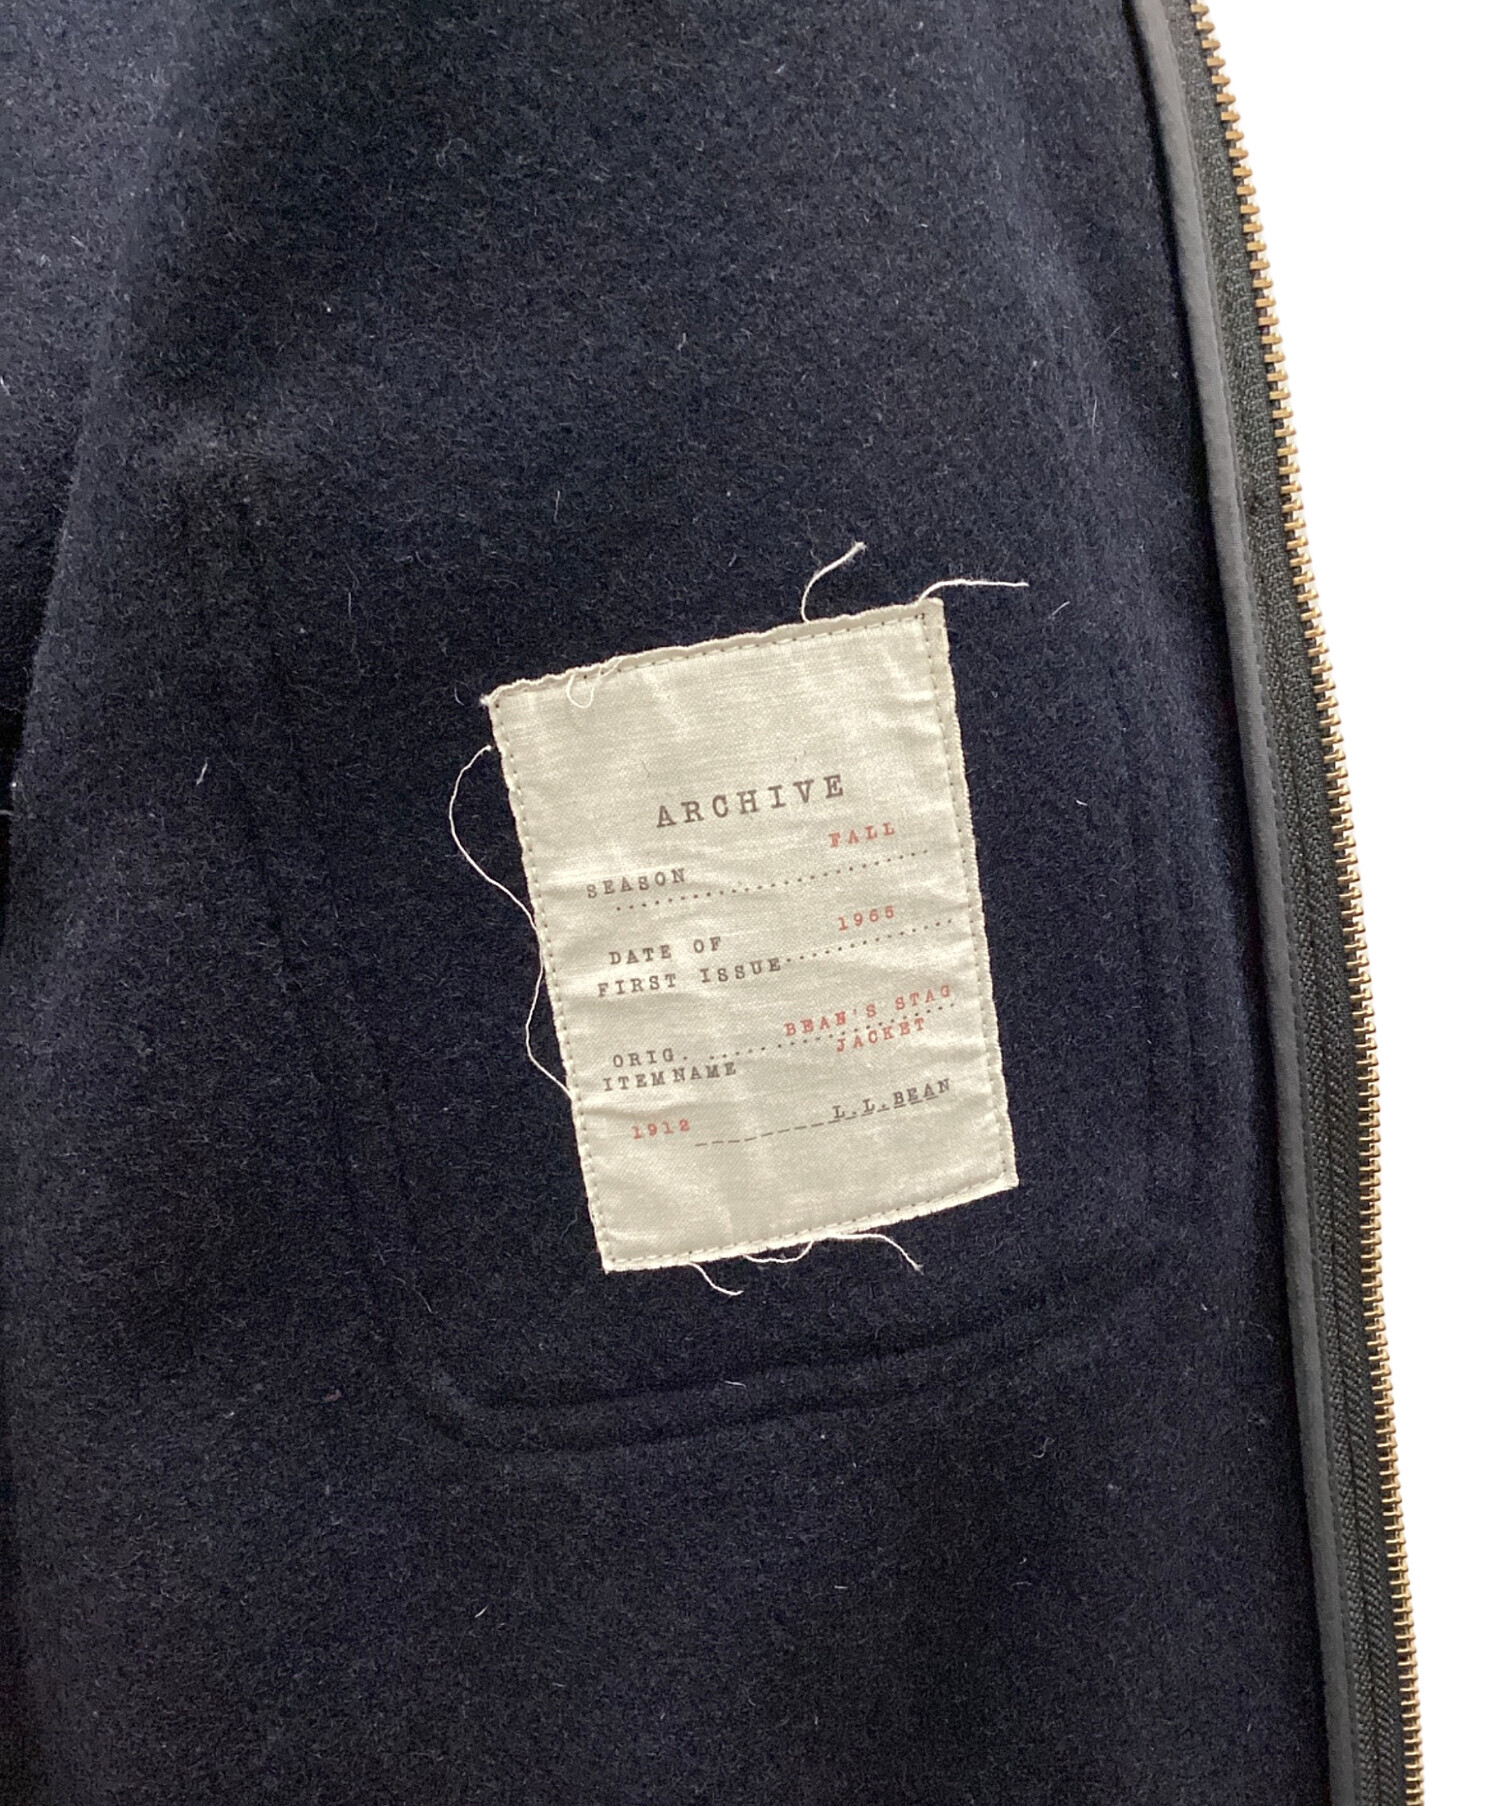 ARCHIVE
FALL
SEASON
1965
DATE OF
FIRST ISSUE
BEAN'S STAG
JACKET
ORIG.
ITEM NAME
L.L.BEAN
1912